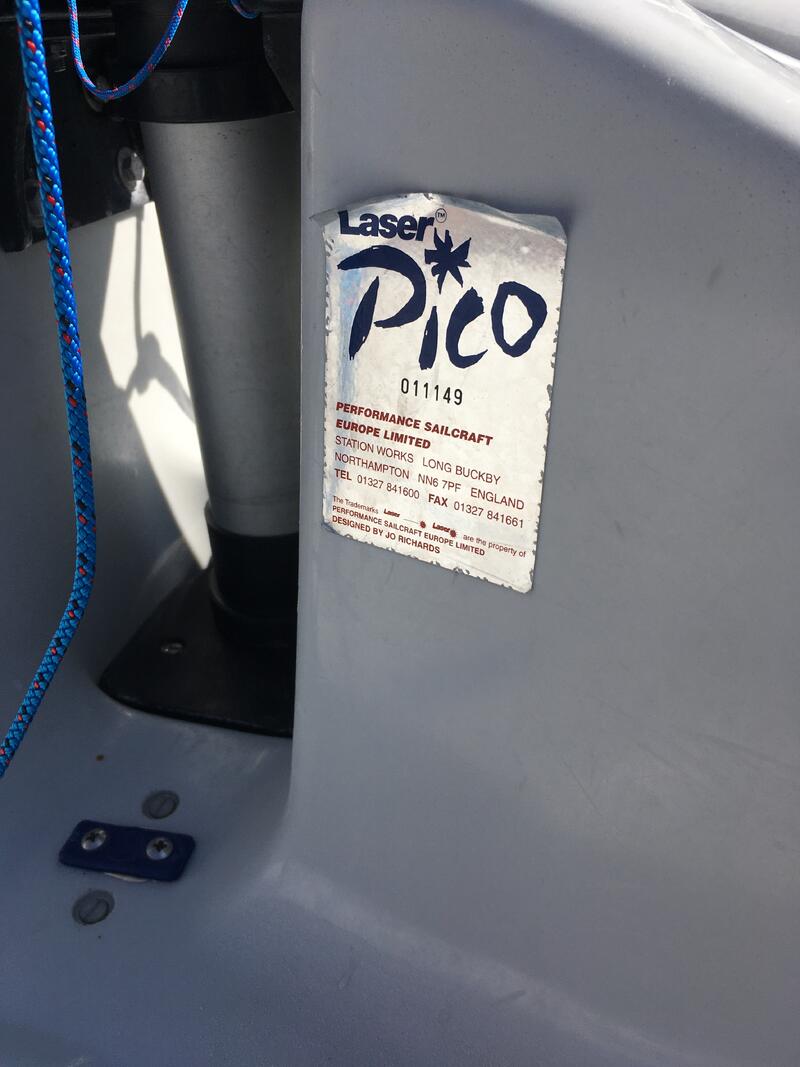 Laser™
Pico
011149
PERFORMANCE SAILCRAFT
EUROPE LIMITED
STATION WORKS LONG BUCKBY
NORTHAMPTON NN6 7PF ENGLAND
TEL 01327 841600 FAX 01327 841661
The Trademarks Laser Laser are the property of
PERFORMANCE SAILCRAFT EUROPE LIMITED
DESIGNED BY JO RICHARDS